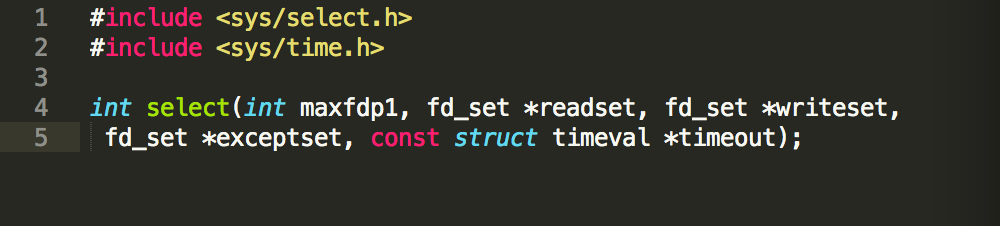 1 #include <sys/select.h>
2 #include <sys/time.h>
3
4 int select(int maxfdp1, fd_set *readset, fd_set *writeset,
5  fd_set *exceptset, const struct timeval *timeout);